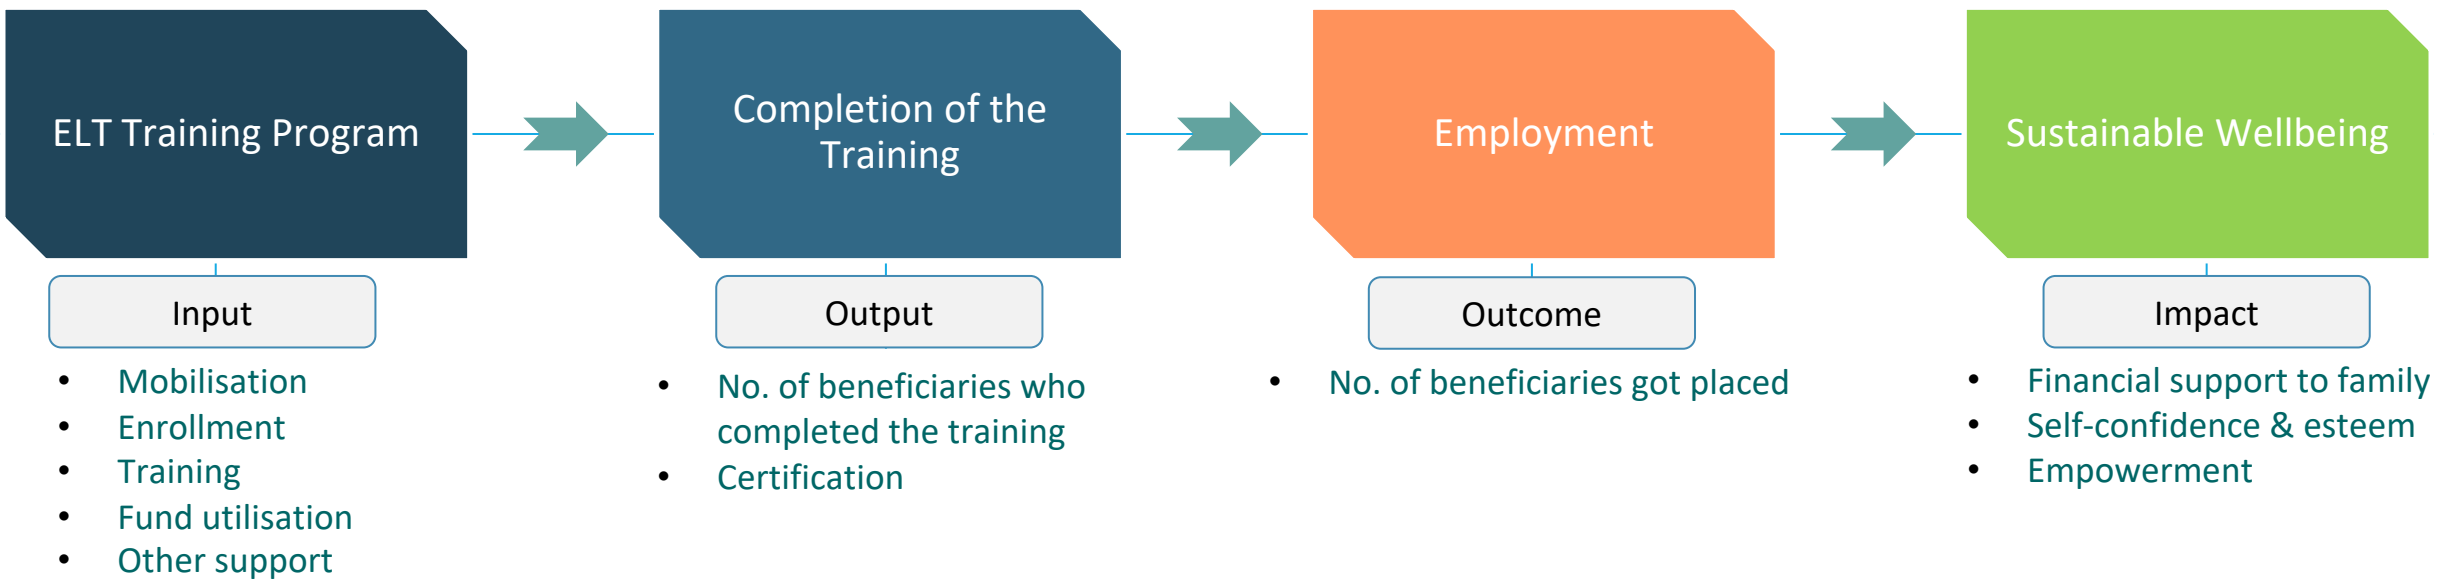 ELT Training Program
Completion of the
Training
Employment
Sustainable Wellbeing
Input
Output
Outcome
Impact
• Mobilisation
• Enrollment
• Training
• Fund utilisation
• Other support
• No. of beneficiaries who
completed the training
• Certification
• No. of beneficiaries got placed
• Financial support to family
• Self-confidence & esteem
• Empowerment